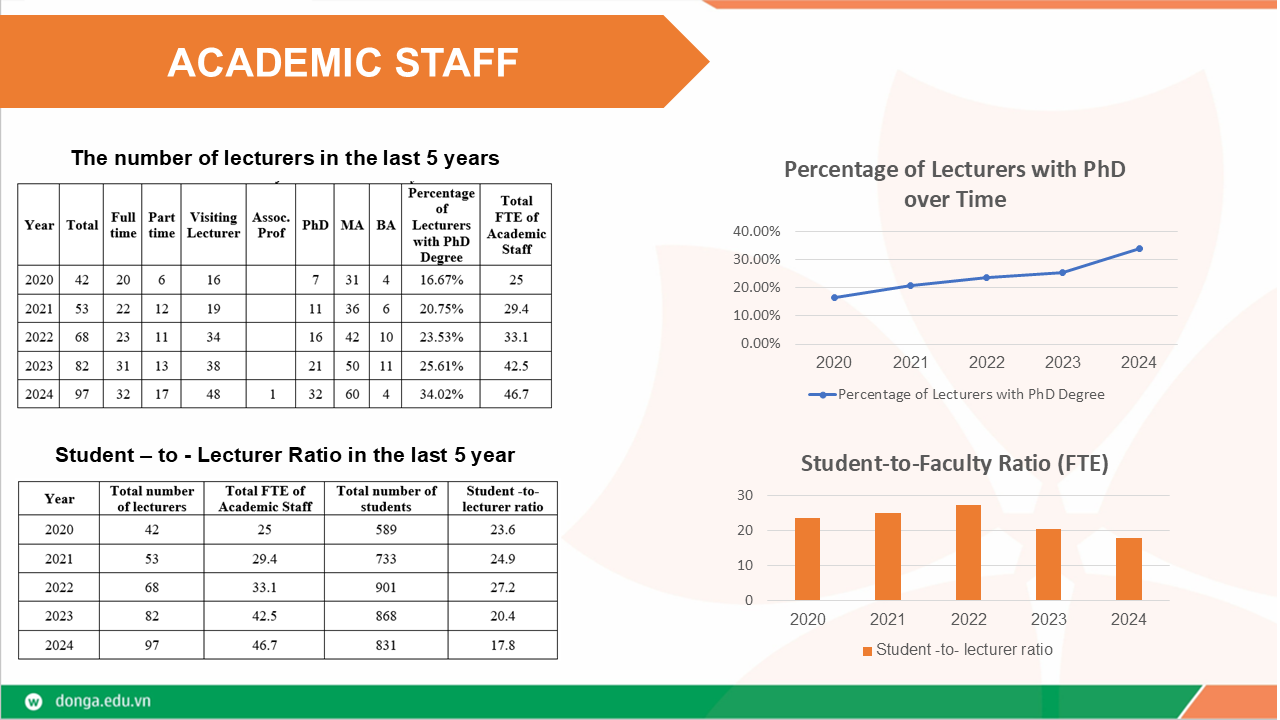 ACADEMIC STAFF
The number of lecturers in the last 5 years
Year Total Full time Part time Visiting Lecturer Assoc. Prof PhD MA BA Percentage of Lecturers with PhD Degree Total FTE of Academic Staff
2020 42 20 6 16 7 31 4 16.67% 25
2021 53 22 12 19 11 36 6 20.75% 29.4
2022 68 23 11 34 16 42 10 23.53% 33.1
2023 82 31 13 38 21 50 11 25.61% 42.5
2024 97 32 17 48 1 32 60 4 34.02% 46.7
Student – to - Lecturer Ratio in the last 5 year
Year Total number of lecturers Total FTE of Academic Staff Total number of students Student -to- lecturer ratio
2020 42 25 589 23.6
2021 53 29.4 733 24.9
2022 68 33.1 901 27.2
2023 82 42.5 868 20.4
2024 97 46.7 831 17.8
Percentage of Lecturers with PhD
over Time
40.00%
30.00%
20.00%
10.00%
0.00%
2020 2021 2022 2023 2024
Percentage of Lecturers with PhD Degree
Student-to-Faculty Ratio (FTE)
30
20
10
0
2020 2021 2022 2023 2024
Student -to- lecturer ratio
w donga.edu.vn